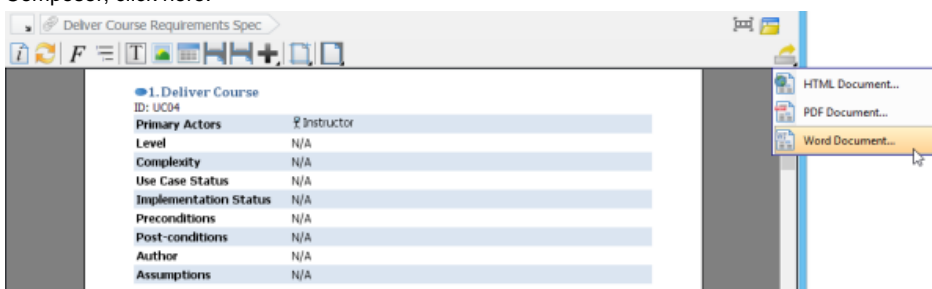 Composer, click here.
Deliver Course Requirements Spec
i F T
HTML Document...
PDF Document...
Word Document...
1. Deliver Course
ID: UC04
Primary Actors Instructor
Level N/A
Complexity N/A
Use Case Status N/A
Implementation Status N/A
Preconditions N/A
Post-conditions N/A
Author N/A
Assumptions N/A